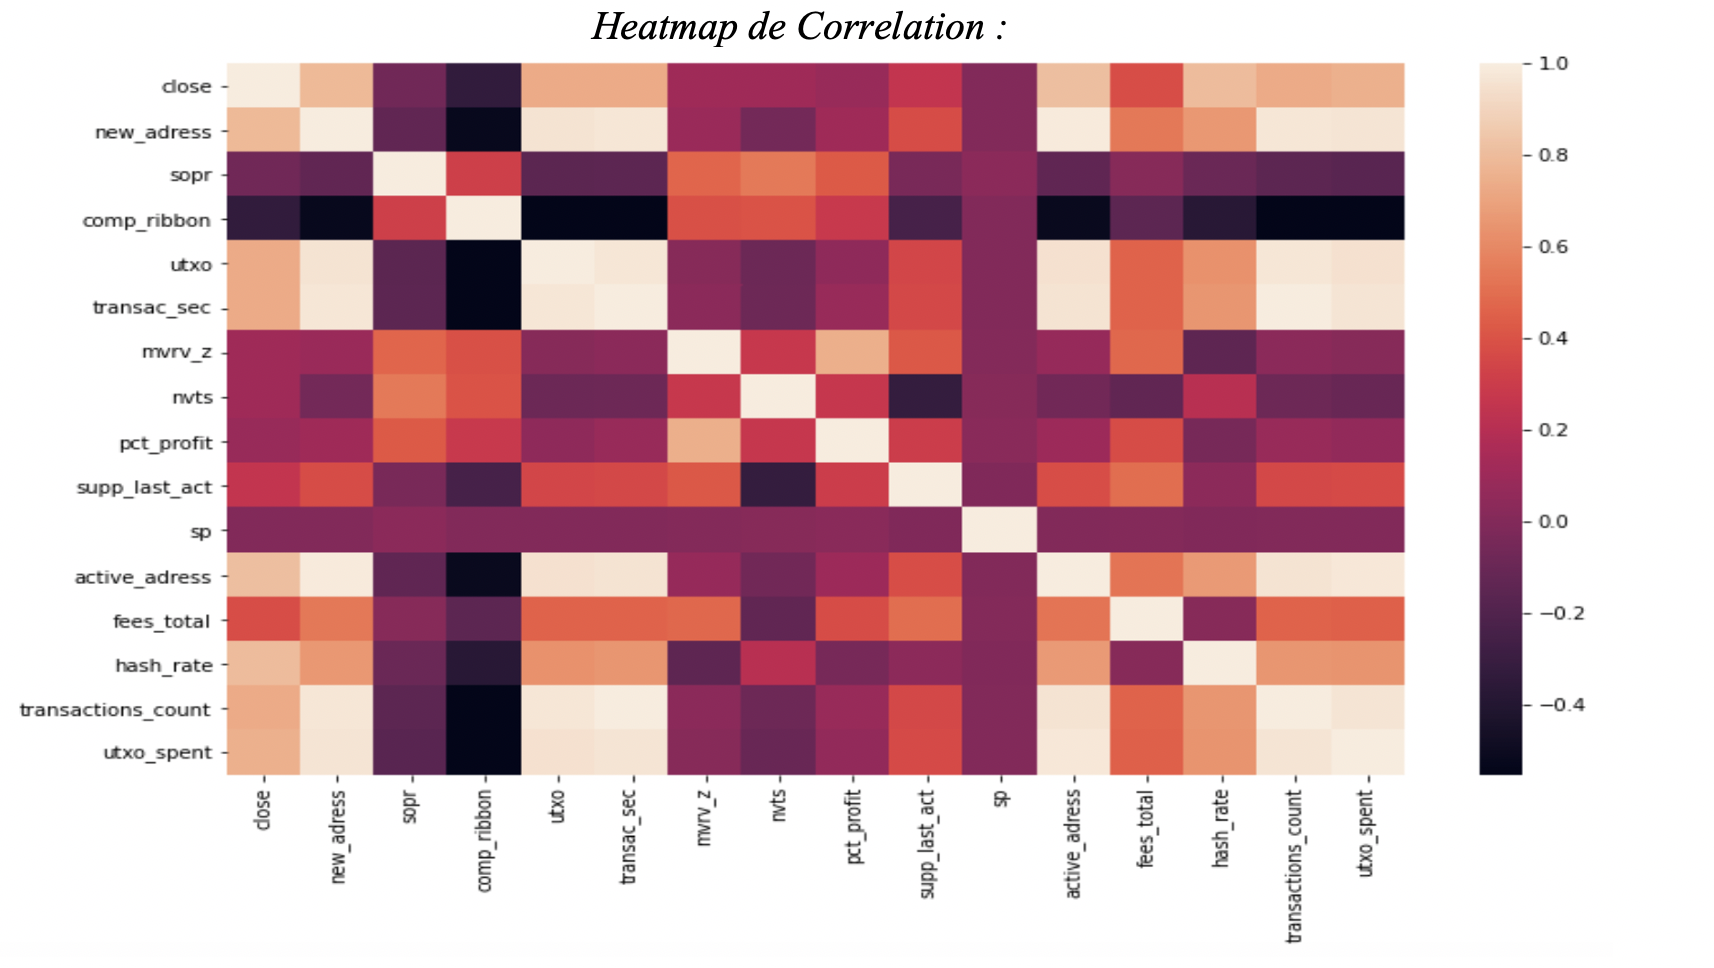 Heatmap de Correlation :
close
new_adress
sopr
comp_ribbon
utxo
transac_sec
mvrv_z
nvts
pct_profit
supp_last_act
sp
active_adress
fees_total
hash_rate
transactions_count
utxo_spent
close
new_adress
sopr
comp_ribbon
utxo
transac_sec
mvrv_z
nvts
pct_profit
supp_last_act
sp
active_adress
fees_total
hash_rate
transactions_count
utxo_spent
1.0
0.8
0.6
0.4
0.2
0.0
−0.2
−0.4